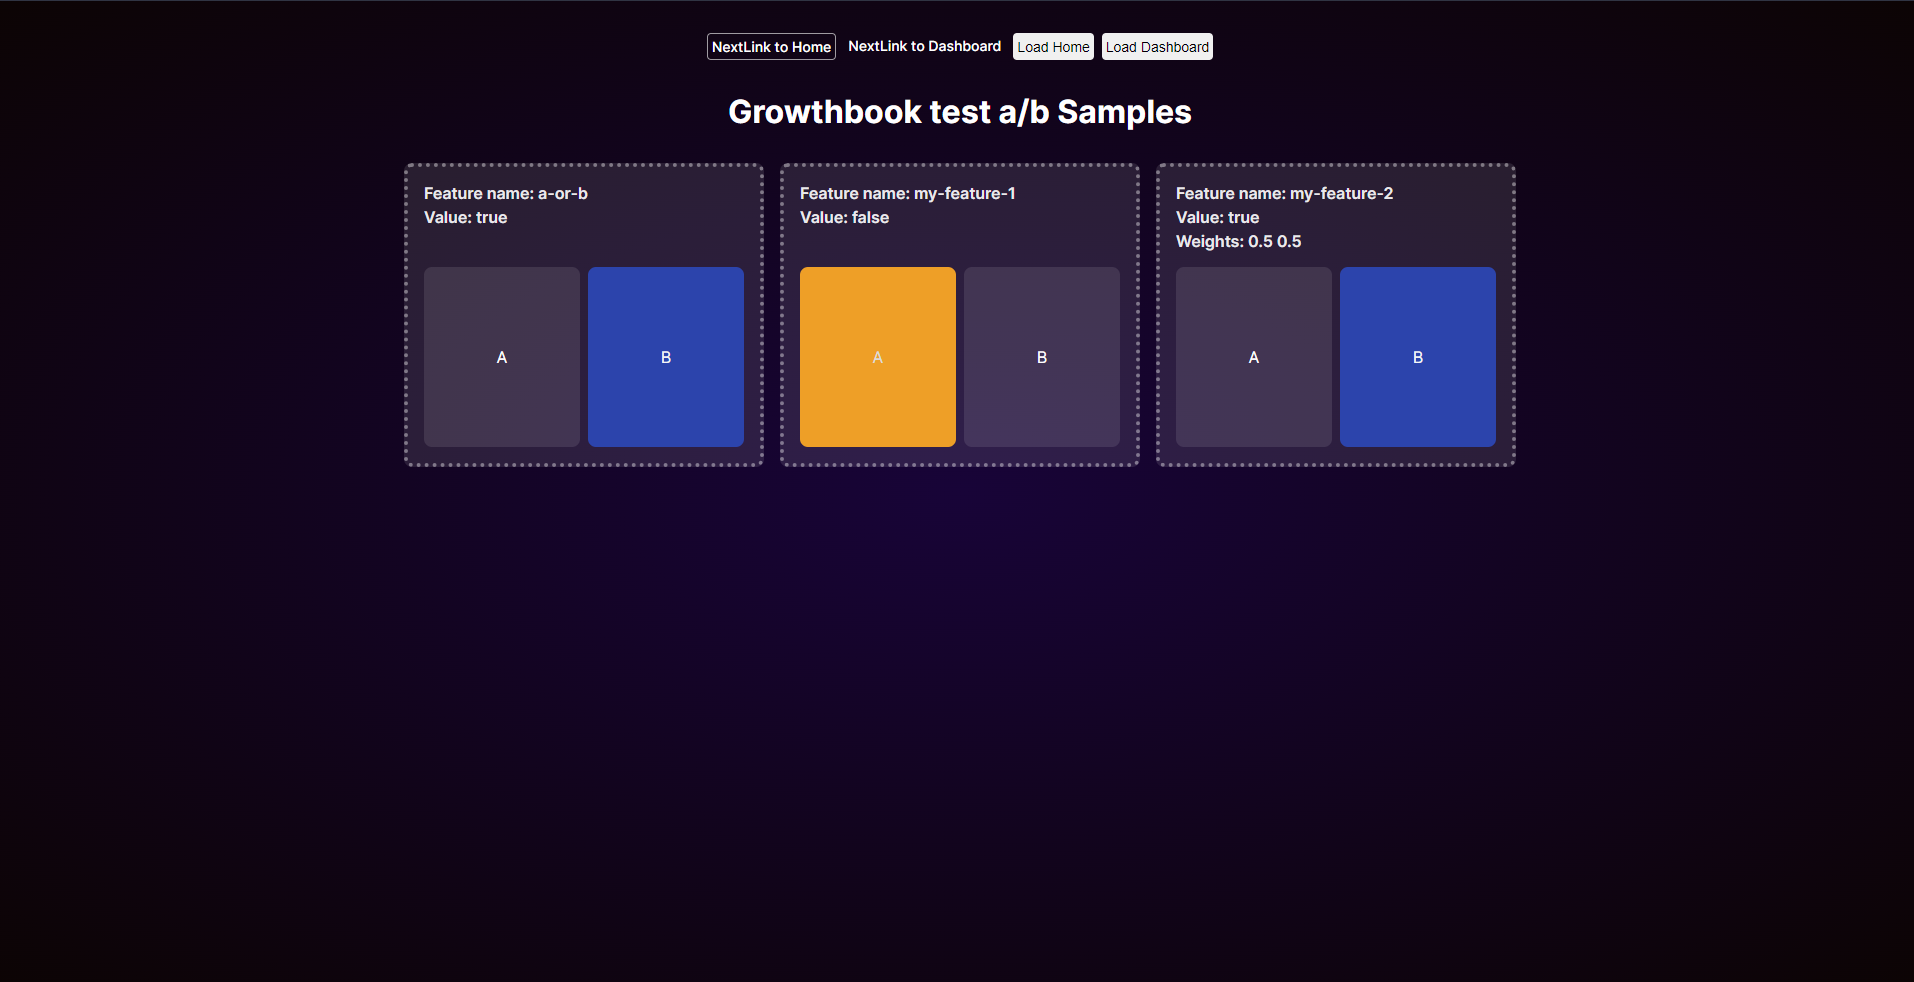 NextLink to Home NextLink to Dashboard Load Home Load Dashboard
Growthbook test a/b Samples
Feature name: a-or-b
Value: true
A B
Feature name: my-feature-1
Value: false
A B
Feature name: my-feature-2
Value: true
Weights: 0.5 0.5
A B